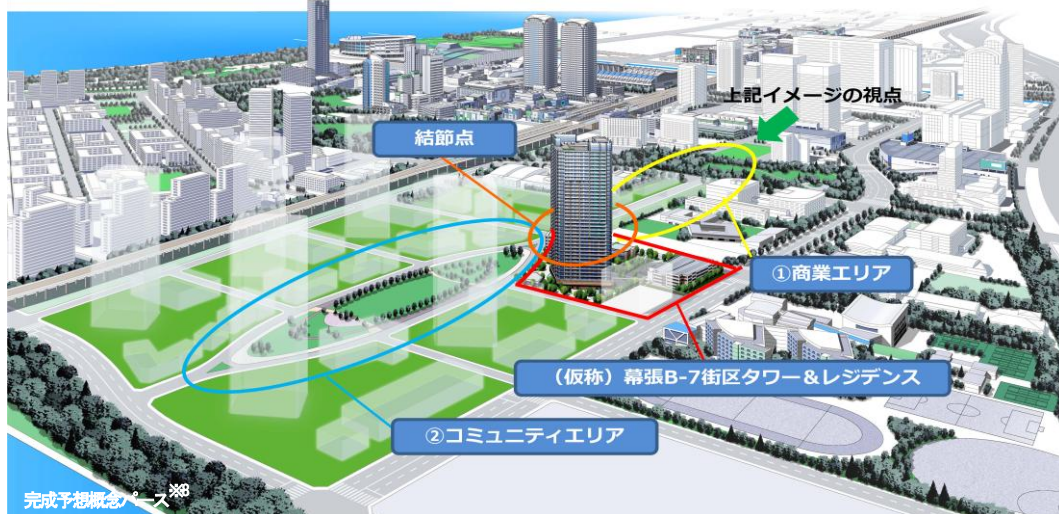 上記イメージの視点
結節点
①商業エリア
（仮称）幕張B-7街区タワー＆レジデンス
②コミュニティエリア
完成予想概念パース※8